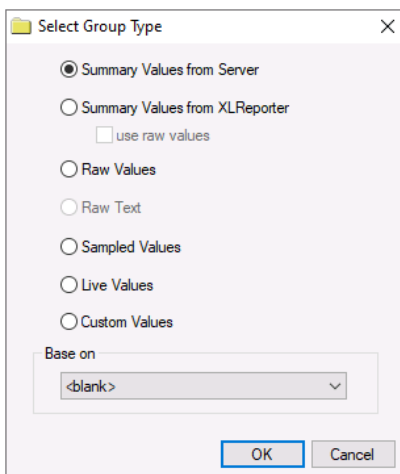 Select Group Type
Summary Values from Server
Summary Values from XLReporter
use raw values
Raw Values
Raw Text
Sampled Values
Live Values
Custom Values
Base on
<blank>
OK Cancel